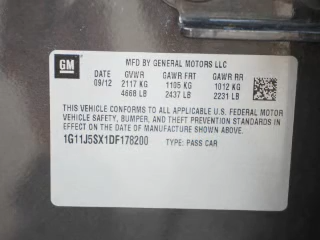 GM
MFD BY GENERAL MOTORS LLC
DATE GVWR GAWR FRT GAWR RR
09/12 2117 KG 1105 KG 1012 KG
4668 LB 2437 LB 2231 LB
THIS VEHICLE CONFORMS TO ALL APPLICABLE U.S. FEDERAL MOTOR
VEHICLE SAFETY, BUMPER, AND THEFT PREVENTION STANDARDS IN
EFFECT ON THE DATE OF MANUFACTURE SHOWN ABOVE.
1G11J5SX1DF178200 TYPE: PASS CAR